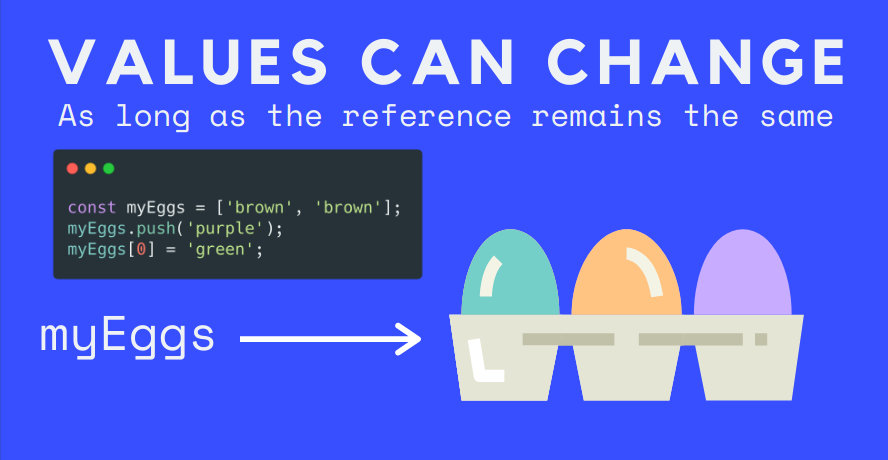 VALUES CAN CHANGE
As long as the reference remains the same
const myEggs = ['brown', 'brown'];
myEggs.push('purple');
myEggs[0] = 'green';
myEggs